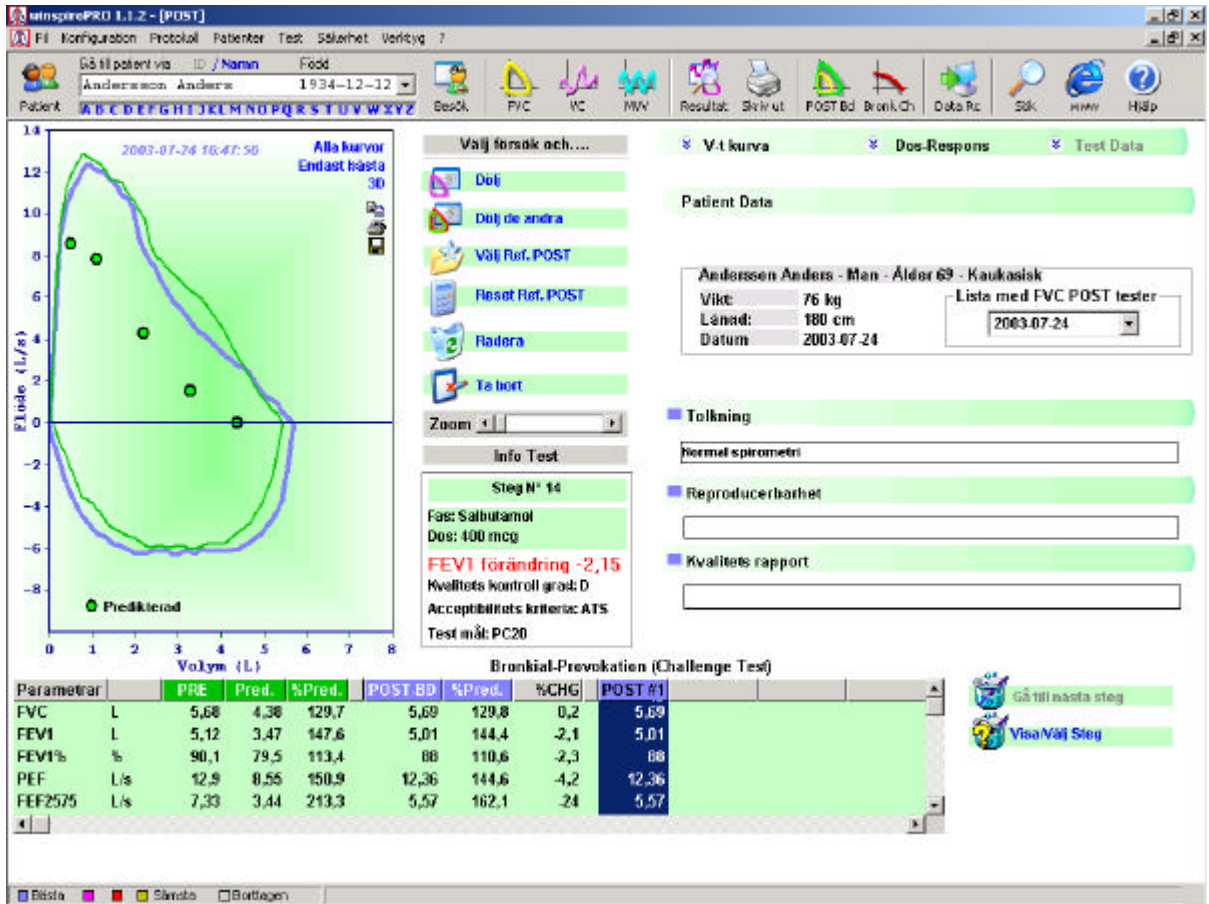 winspirePRO 1.1.2 - [POST]
Fil Konfiguration Protokoll Patienter Test Säkerhet Verktyg ?
Gå till patient via ID / Namn Född
Andersson Anders 1934-12-12
A B C D E F G H I J K L M N O P Q R S T U V W X Y Z
Patient Besök FVC VC MVV Resultat Skriv ut POST Bd Bronk.Ch Data Rc Sök WWW Hjälp
2003-07-24 16:47:56
Alla kurvor
Endast bästa
3D
14
12
10
8
6
4
2
0
-2
-4
-6
-8
Flöde (L/s)
Predikterad
0 1 2 3 4 5 6 7 8
Volym (L)
Välj försök och....
Dölj
Dölj de andra
Välj Ref. POST
Reset Ref. POST
Radera
Ta bort
Zoom
Info Test
Steg N° 14
Fas: Salbutamol
Dos: 400 mcg
FEV1 förändring -2,15
Kvalitets kontroll grad: D
Acceptibilitets kriteria: ATS
Test mål: PC20
V-t kurva Dos-Respons Test Data
Patient Data
Andersson Anders - Man - Ålder 69 - Kaukasisk
Vikt: 76 kg
Längd: 180 cm
Datum 2003-07-24
Lista med FVC POST tester
2003-07-24
Tolkning
Normal spirometri
Reproducerbarhet
Kvalitets rapport
Bronkial-Provokation (Challenge Test)
Parametrar PRE Pred. %Pred. POST BD %Pred. %CHG POST #1
FVC L 5,68 4,38 129,7 5,69 129,8 0,2 5,69
FEV1 L 5,12 3,47 147,6 5,01 144,4 -2,1 5,01
FEV1% % 90,1 79,5 113,4 88 110,6 -2,3 88
PEF L/s 12,9 8,55 150,9 12,36 144,6 -4,2 12,36
FEF2575 L/s 7,33 3,44 213,3 5,57 162,1 -24 5,57
Gå till nästa steg
Visa/Välj Steg
Bästa Sämsta Borttagen